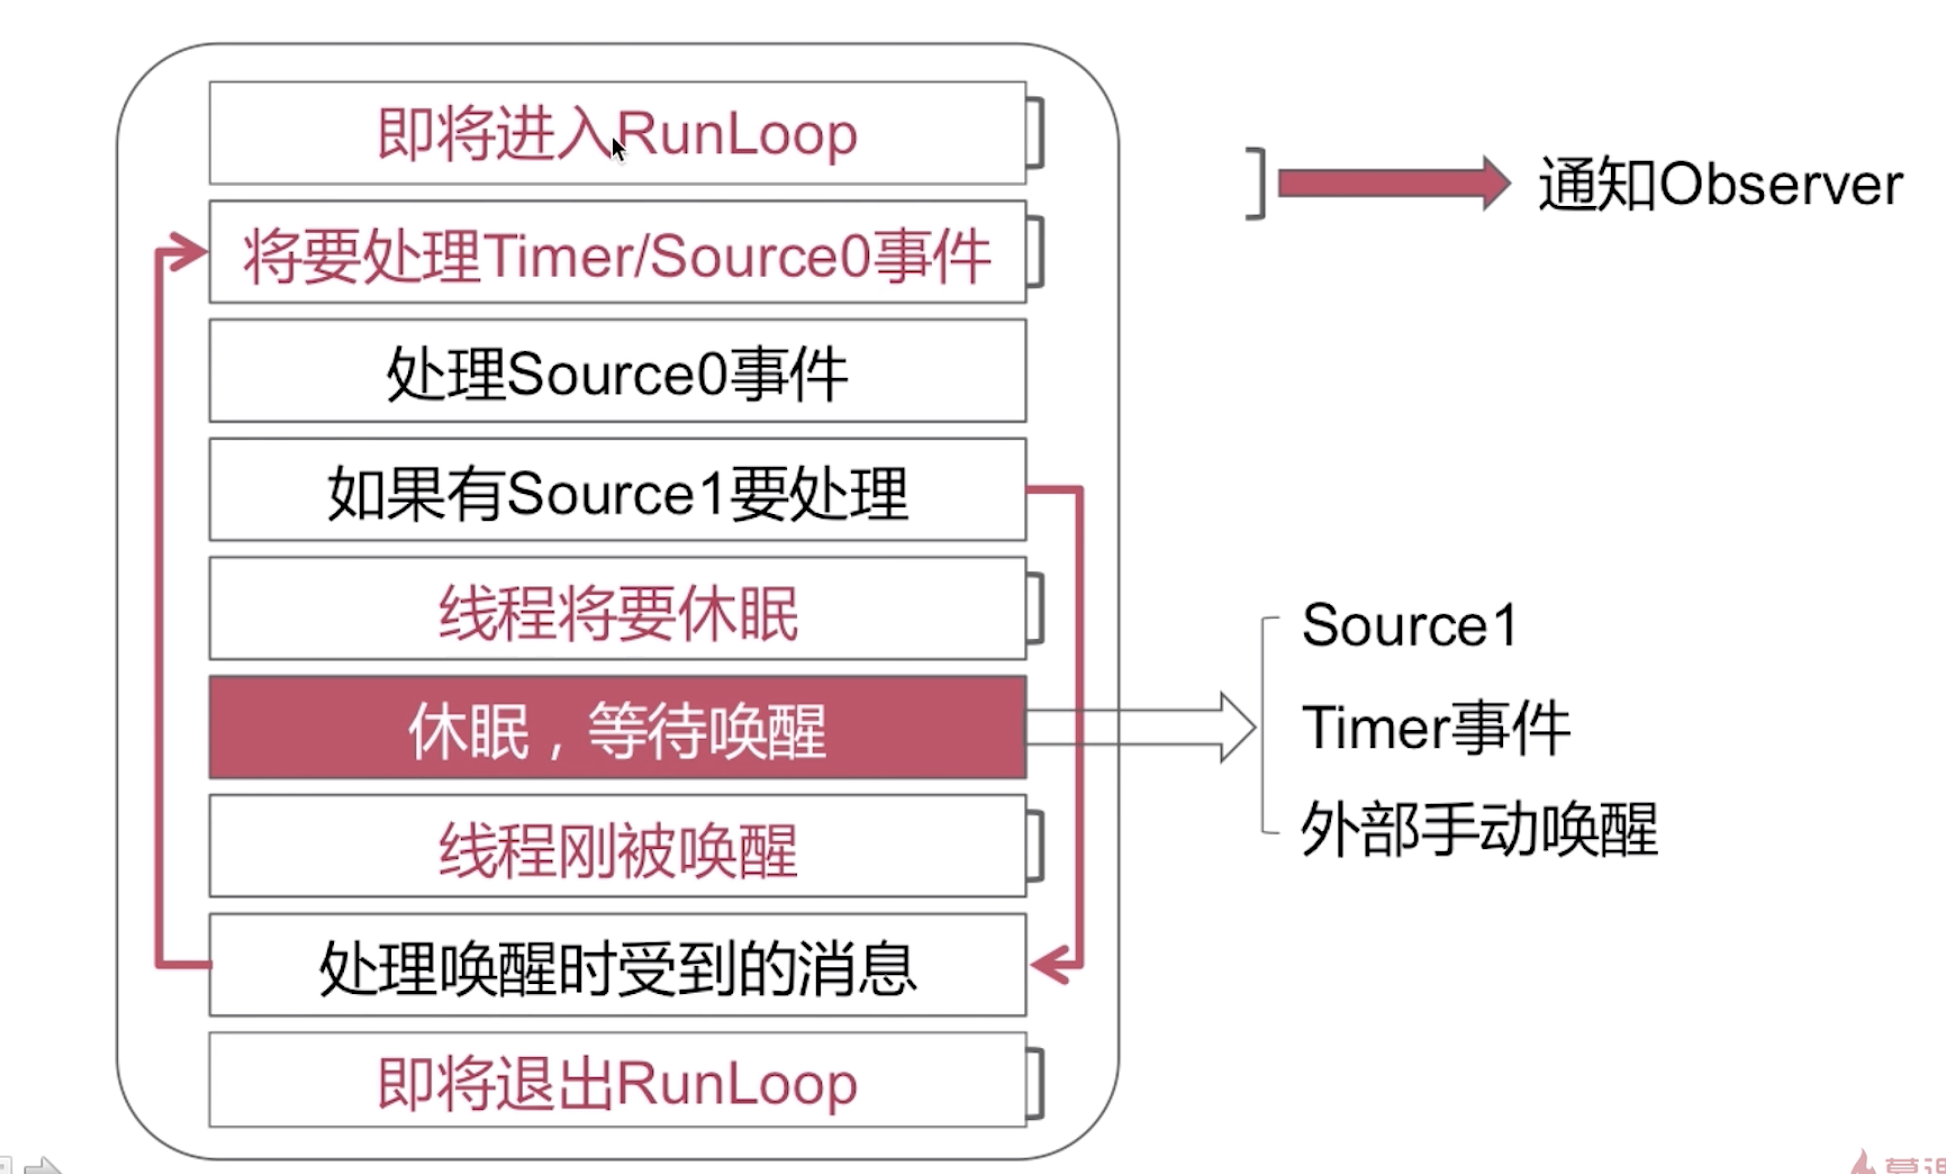 即将进入RunLoop
通知Observer
将要处理Timer/Source0事件
处理Source0事件
如果有Source1要处理
线程将要休眠
Source1
休眠，等待唤醒
Timer事件
线程刚被唤醒
外部手动唤醒
处理唤醒时受到的消息
即将退出RunLoop